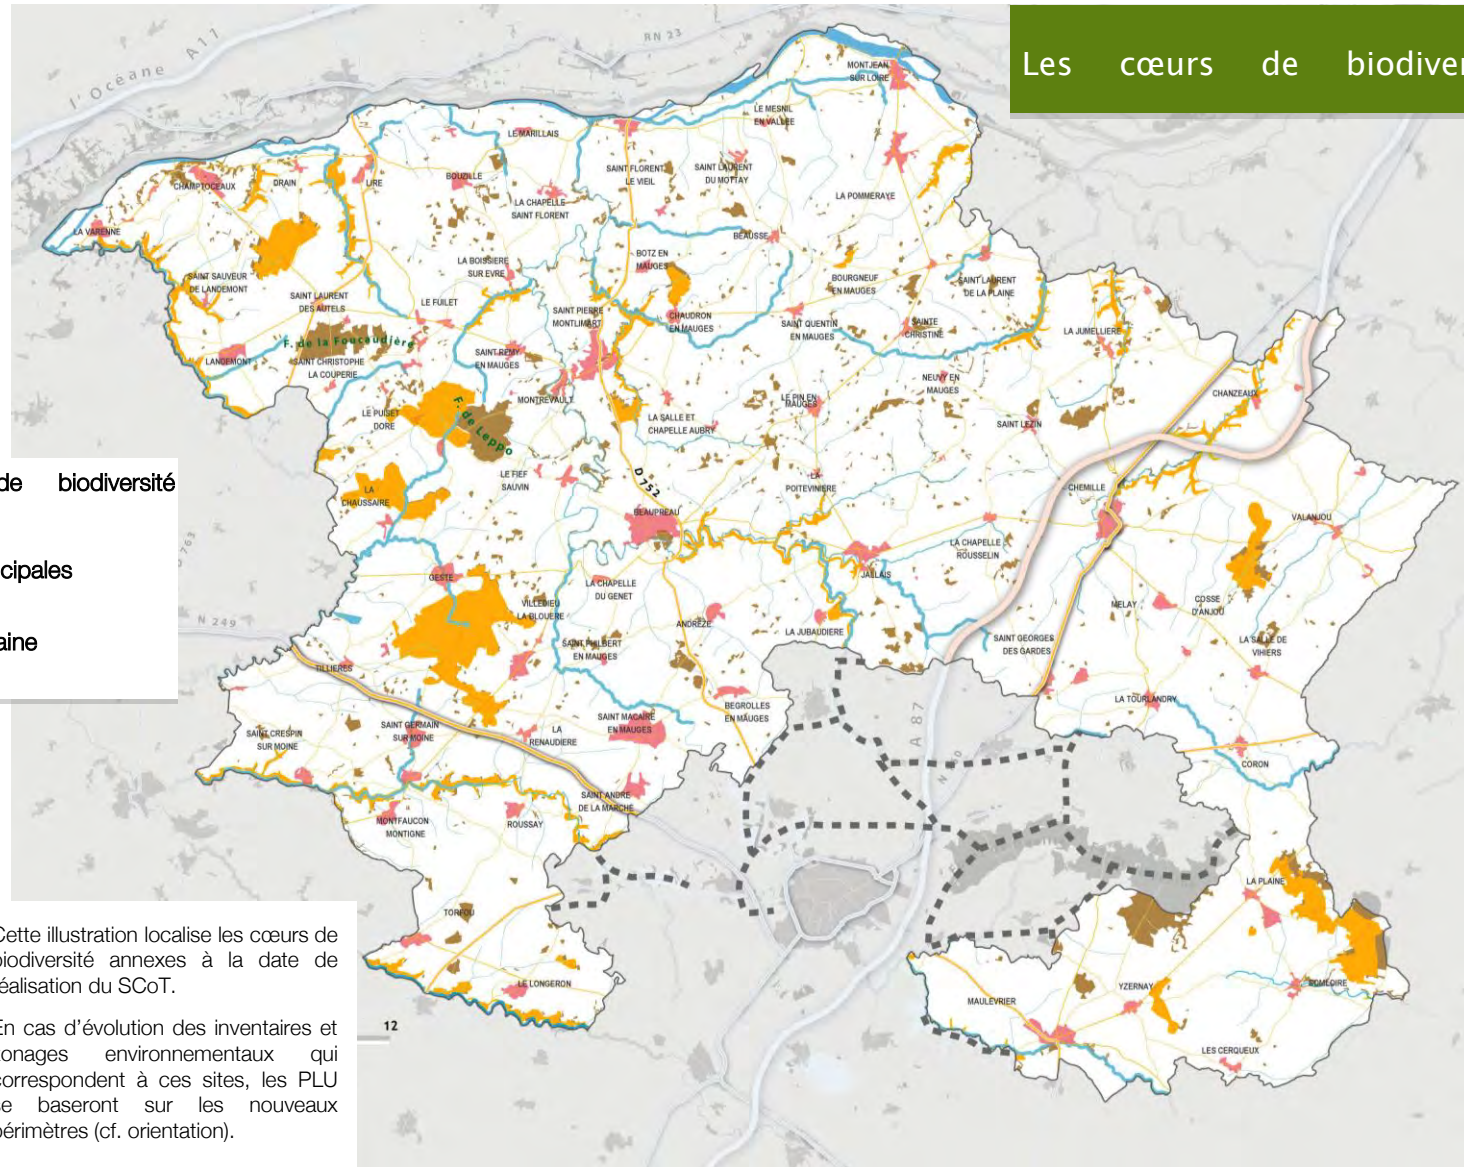 Les cœurs de biodiver
l'Océane A11
RN 23
MONTJEAN
SUR LOIRE
LE MESNIL
EN VALLEE
LE MARILLAIS
SAINT FLORENT
LE VIEIL
SAINT LAURENT
DU MOTTAY
BOUZILLE
LIRE
DRAIN
CHAMPTOCEAUX
LA CHAPELLE
SAINT FLORENT
LA POMMERAYE
LA VARENNE
BEAUSSE
BOTZ EN
MAUGES
LA BOISSIERE
SUR EVRE
SAINT SAUVEUR
DE LANDEMONT
SAINT LAURENT
DES AUTELS
LE FUILET
BOURGNEUF
EN MAUGES
SAINT LAURENT
DE LA PLAINE
SAINT PIERRE
MONTLIMART
CHAUDRON
EN MAUGES
SAINT QUENTIN
EN MAUGES
SAINTE
CHRISTINE
LA JUMELLIERE
F. de la Foucaudière
LANDEMONT
SAINT CHRISTOPHE
LA COUPERIE
SAINT REMY
EN MAUGES
NEUVY EN
MAUGES
CHANZEAUX
MONTREVAULT
LE PIN EN
MAUGES
LE PUISET
DORE
F. de Leppo
LA SALLE ET
CHAPELLE AUBRY
SAINT LEZIN
LE FIEF
SAUVIN
D 752
LA
POITEVINIERE
CHEMILLE
de biodiversité
LA
CHAUSSAIRE
BEAUPREAU
VALANJOU
763
LA CHAPELLE
ROUSSELIN
cipales
GESTE
LA CHAPELLE
DU GENET
JALLAIS
VILLEDIEU
LA BLOUERE
MELAY
COSSE
D'ANJOU
N 249
aine
ANDREZE
LA JUBAUDIERE
SAINT GEORGES
DES GARDES
SAINT PHILBERT
EN MAUGES
LA SALLE DE
VIHIERS
TILLIERES
LA TOURLANDRY
BEGROLLES
EN MAUGES
SAINT MACAIRE
EN MAUGES
SAINT GERMAIN
SUR MOINE
LA
RENAUDIERE
SAINT CRESPIN
SUR MOINE
A 87
CORON
SAINT ANDRE
DE LA MARCHE
MONTFAUCON
MONTIGNE
ROUSSAY
LA PLAINE
TORFOU
Cette illustration localise les cœurs de
biodiversité annexes à la date de
réalisation du SCoT.
LE LONGERON
YZERNAY
SOMLOIRE
MAULEVRIER
En cas d'évolution des inventaires et
zonages environnementaux qui
correspondent à ces sites, les PLU
se baseront sur les nouveaux
périmètres (cf. orientation).
12
LES CERQUEUX